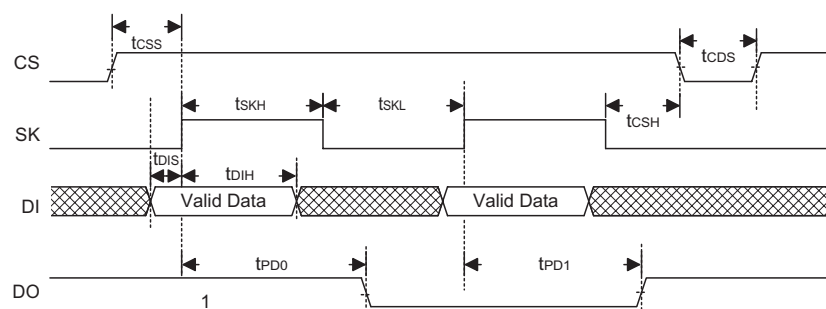 tCSS
tCDS
CS
tSKH
tSKL
tCSH
SK
tDIS
tDIH
DI
Valid Data
Valid Data
tPD0
tPD1
DO
1